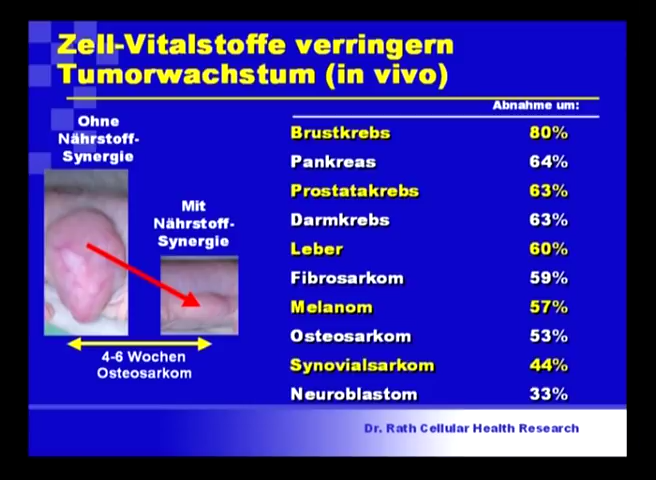 Zell-Vitalstoffe verringern
Tumorwachstum (in vivo)
Abnahme um:
Ohne
Nährstoff-
Synergie
Mit
Nährstoff-
Synergie
4-6 Wochen
Osteosarkom
Brustkrebs 80%
Pankreas 64%
Prostatakrebs 63%
Darmkrebs 63%
Leber 60%
Fibrosarkom 59%
Melanom 57%
Osteosarkom 53%
Synovialsarkom 44%
Neuroblastom 33%
Dr. Rath Cellular Health Research